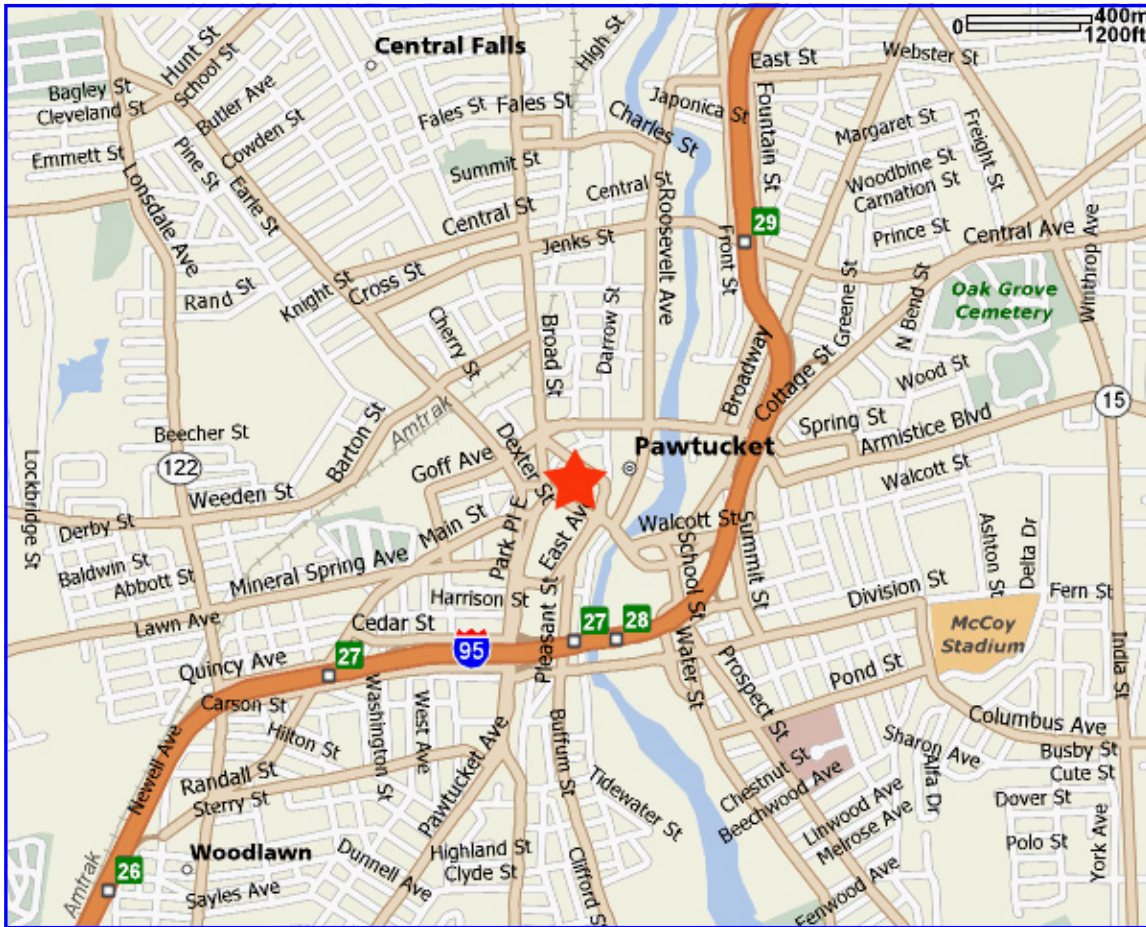 400m
0
1200ft
Central Falls
High St
East St
Webster St
Hunt St
School St
Bagley St
Cleveland St
Butler Ave
Fales St
Fales St
Japonica St
Fountain St
Charles St
Margaret St
Freight St
Emmett St
Pine St
Cowden St
Summit St
Woodbine St
Carnation St
Lonsdale Ave
Earle St
Central St
Central St
Roosevelt Ave
Front St
29
Prince St
Central Ave
Winthrop Ave
Jenks St
Rand St
Knight St
Cross St
Oak Grove
Cemetery
Cherry St
Broad St
Darrow St
Greene St
N Bend St
Broadway
Cottage St
Wood St
15
Amtrak
Barton St
Beecher St
122
Lockbridge St
Weeden St
Derby St
Goff Ave
Dexter St
Pawtucket
Spring St
Armistice Blvd
Walcott St
Main St
Park Pl E
East Av
Walcott St
School St
Summit St
Ashton St
Delta Dr
Baldwin St
Abbott St
Mineral Spring Ave
Harrison St
Division St
Fern St
Lawn Ave
Cedar St
Pleasant St
27
28
McCoy
Stadium
India St
Quincy Ave
27
95
Water St
Prospect St
Pond St
Carson St
Newell Ave
Hilton St
Washington St
West Ave
Pawtucket Ave
Buffum St
Columbus Ave
Sharon Ave
Busby St
Randall St
Sterry St
Tidewater St
Chestnut St
Beechwood Ave
Alfa Dr
Cute St
Dover St
Linwood Ave
Melrose Ave
Polo St
York Ave
Woodlawn
Dunnell Ave
Highland St
Clyde St
Clifford St
Fenwood Ave
26
Amtrak
Sayles Ave